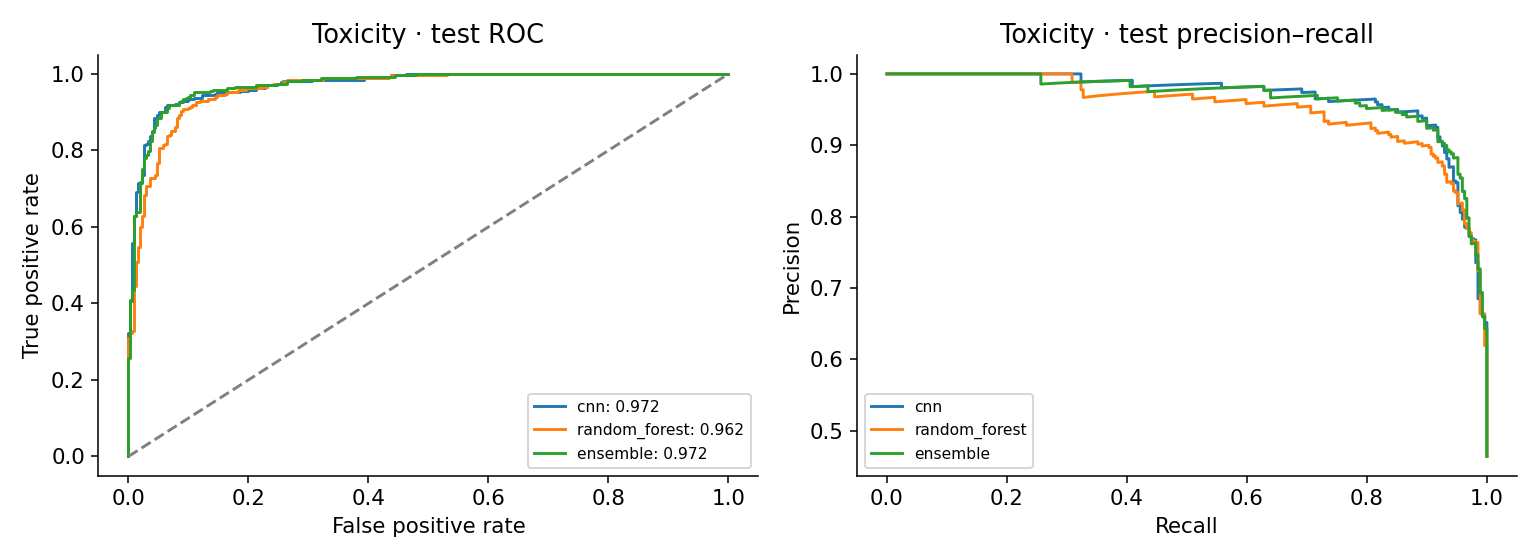 Toxicity · test ROC
True positive rate
1.0
0.8
0.6
0.4
0.2
0.0
0.0 0.2 0.4 0.6 0.8 1.0
False positive rate
cnn: 0.972
random_forest: 0.962
ensemble: 0.972
Toxicity · test precision–recall
Precision
1.0
0.9
0.8
0.7
0.6
0.5
0.0 0.2 0.4 0.6 0.8 1.0
Recall
cnn
random_forest
ensemble